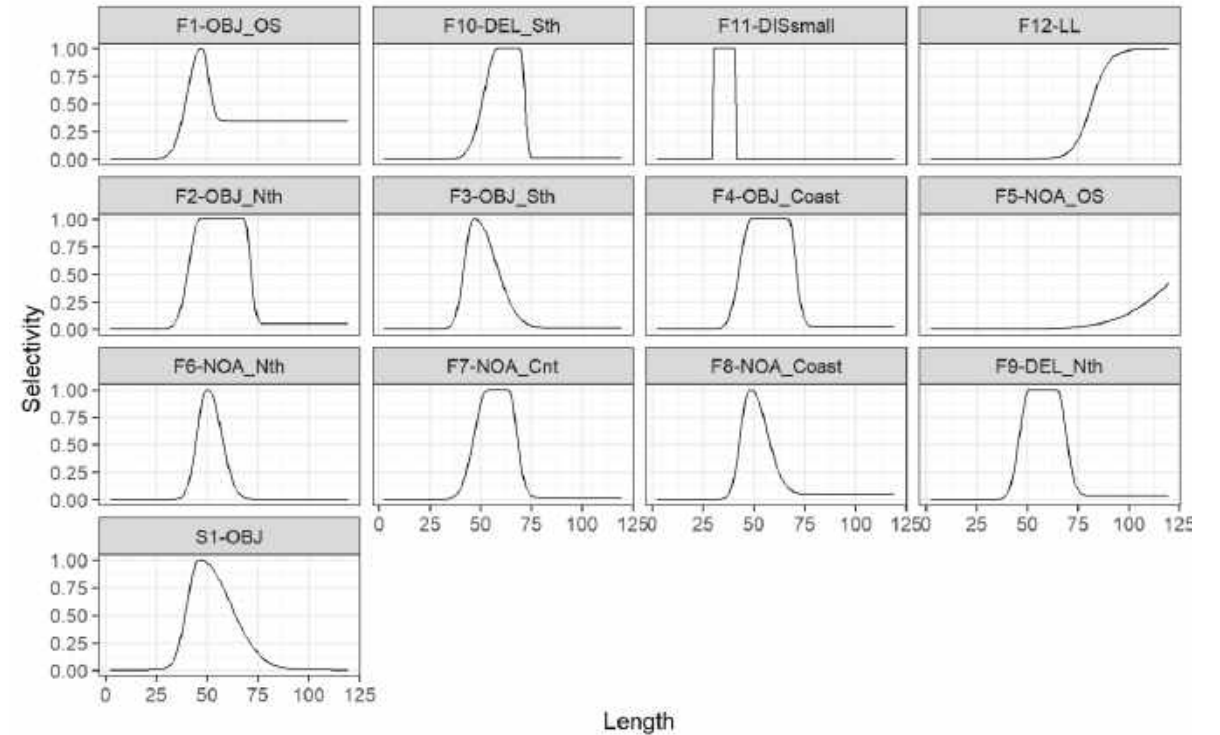 F1-OBJ_OS F10-DEL_Sth F11-DISsmall F12-LL
1.00
0.75
0.50
0.25
0.00
F2-OBJ_Nth F3-OBJ_Sth F4-OBJ_Coast F5-NOA_OS
1.00
0.75
0.50
0.25
0.00
Selectivity
F6-NOA_Nth F7-NOA_Cnt F8-NOA_Coast F9-DEL_Nth
1.00
0.75
0.50
0.25
0.00
0 25 50 75 100 125 0 25 50 75 100 125 0 25 50 75 100 125
S1-OBJ
1.00
0.75
0.50
0.25
0.00
0 25 50 75 100 125
Length